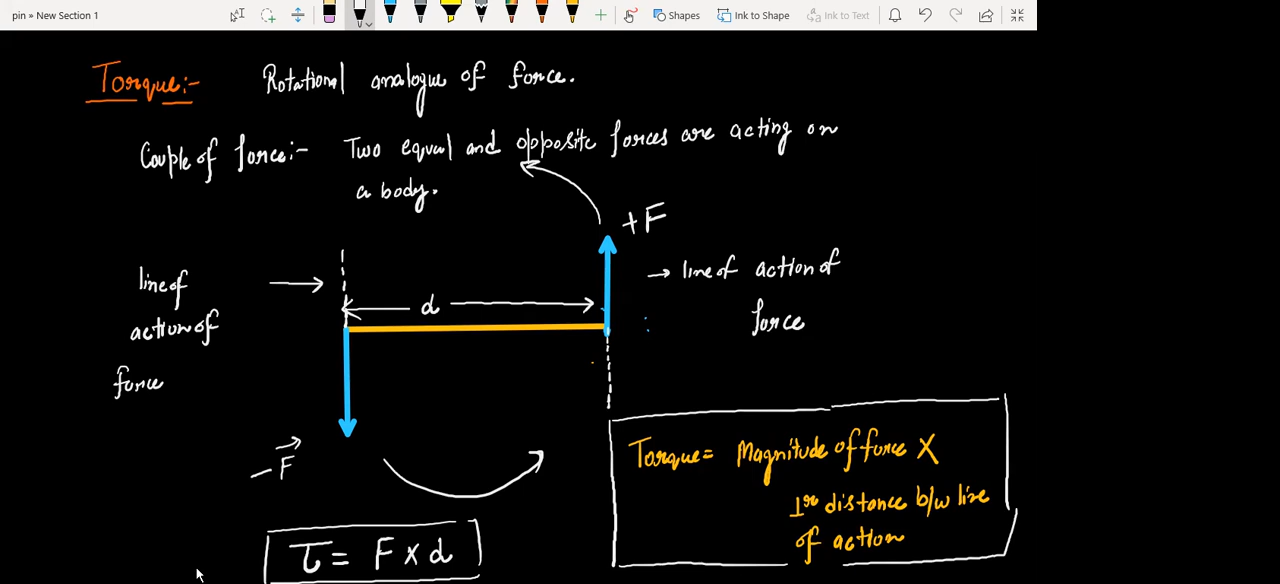 pin » New Section 1
Shapes
Ink to Shape
Ink to Text
Torque:- Rotational analogue of force.
Couple of force:- Two equal and opposite forces are acting on
a body.
+F
line of
action of
force
d
→ line of action of
force
-F
Torque = Magnitude of force X
⊥ar distance b/w line
of action
τ = F × d